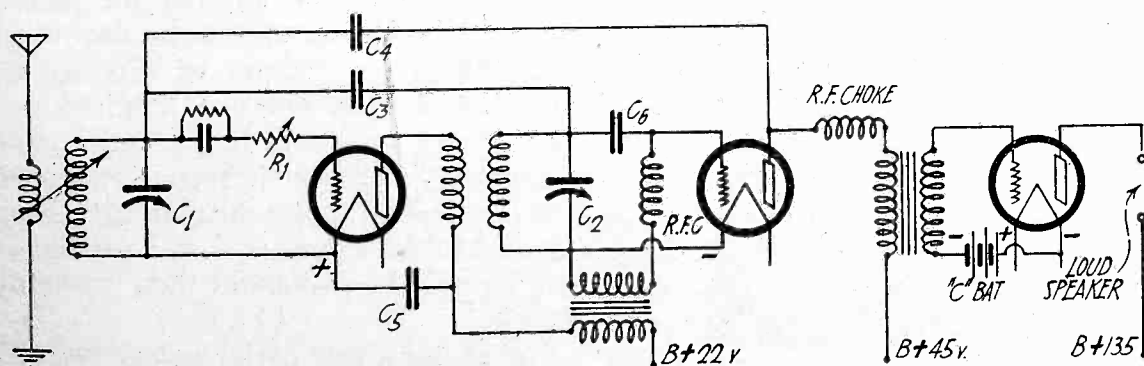 C4
C3
C6
R.F. CHOKE
R1
C1
C2
R.F.C
+
-
- + -
"C" BAT
LOUD
SPEAKER
C5
B+22 v
B+45 v.
B+135